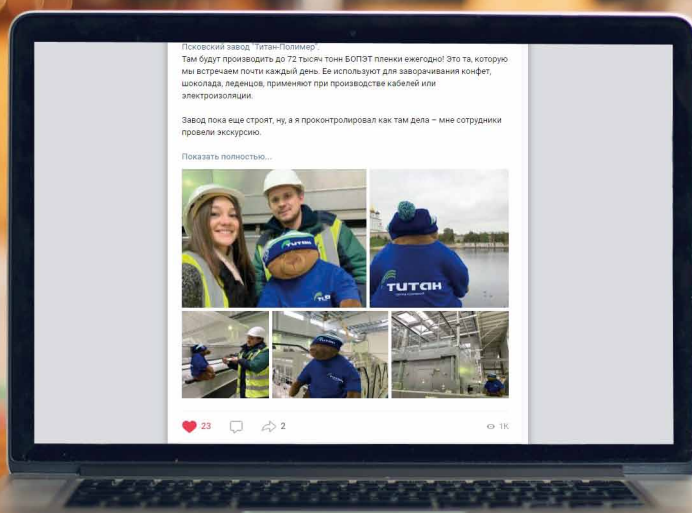 Псковский завод "Титан-Полимер".
Там будут производить до 72 тысяч тонн БОПЭТ пленки ежегодно! Это та, которую
мы встречаем почти каждый день. Ее используют для заворачивания конфет,
шоколада, леденцов, применяют при производстве кабелей или
электроизоляции.
Завод пока еще строят, ну, а я проконтролировал как там дела – мне сотрудники
провели экскурсию.
Показать полностью...
ТИТАН
ТИТАН
23
2
1K